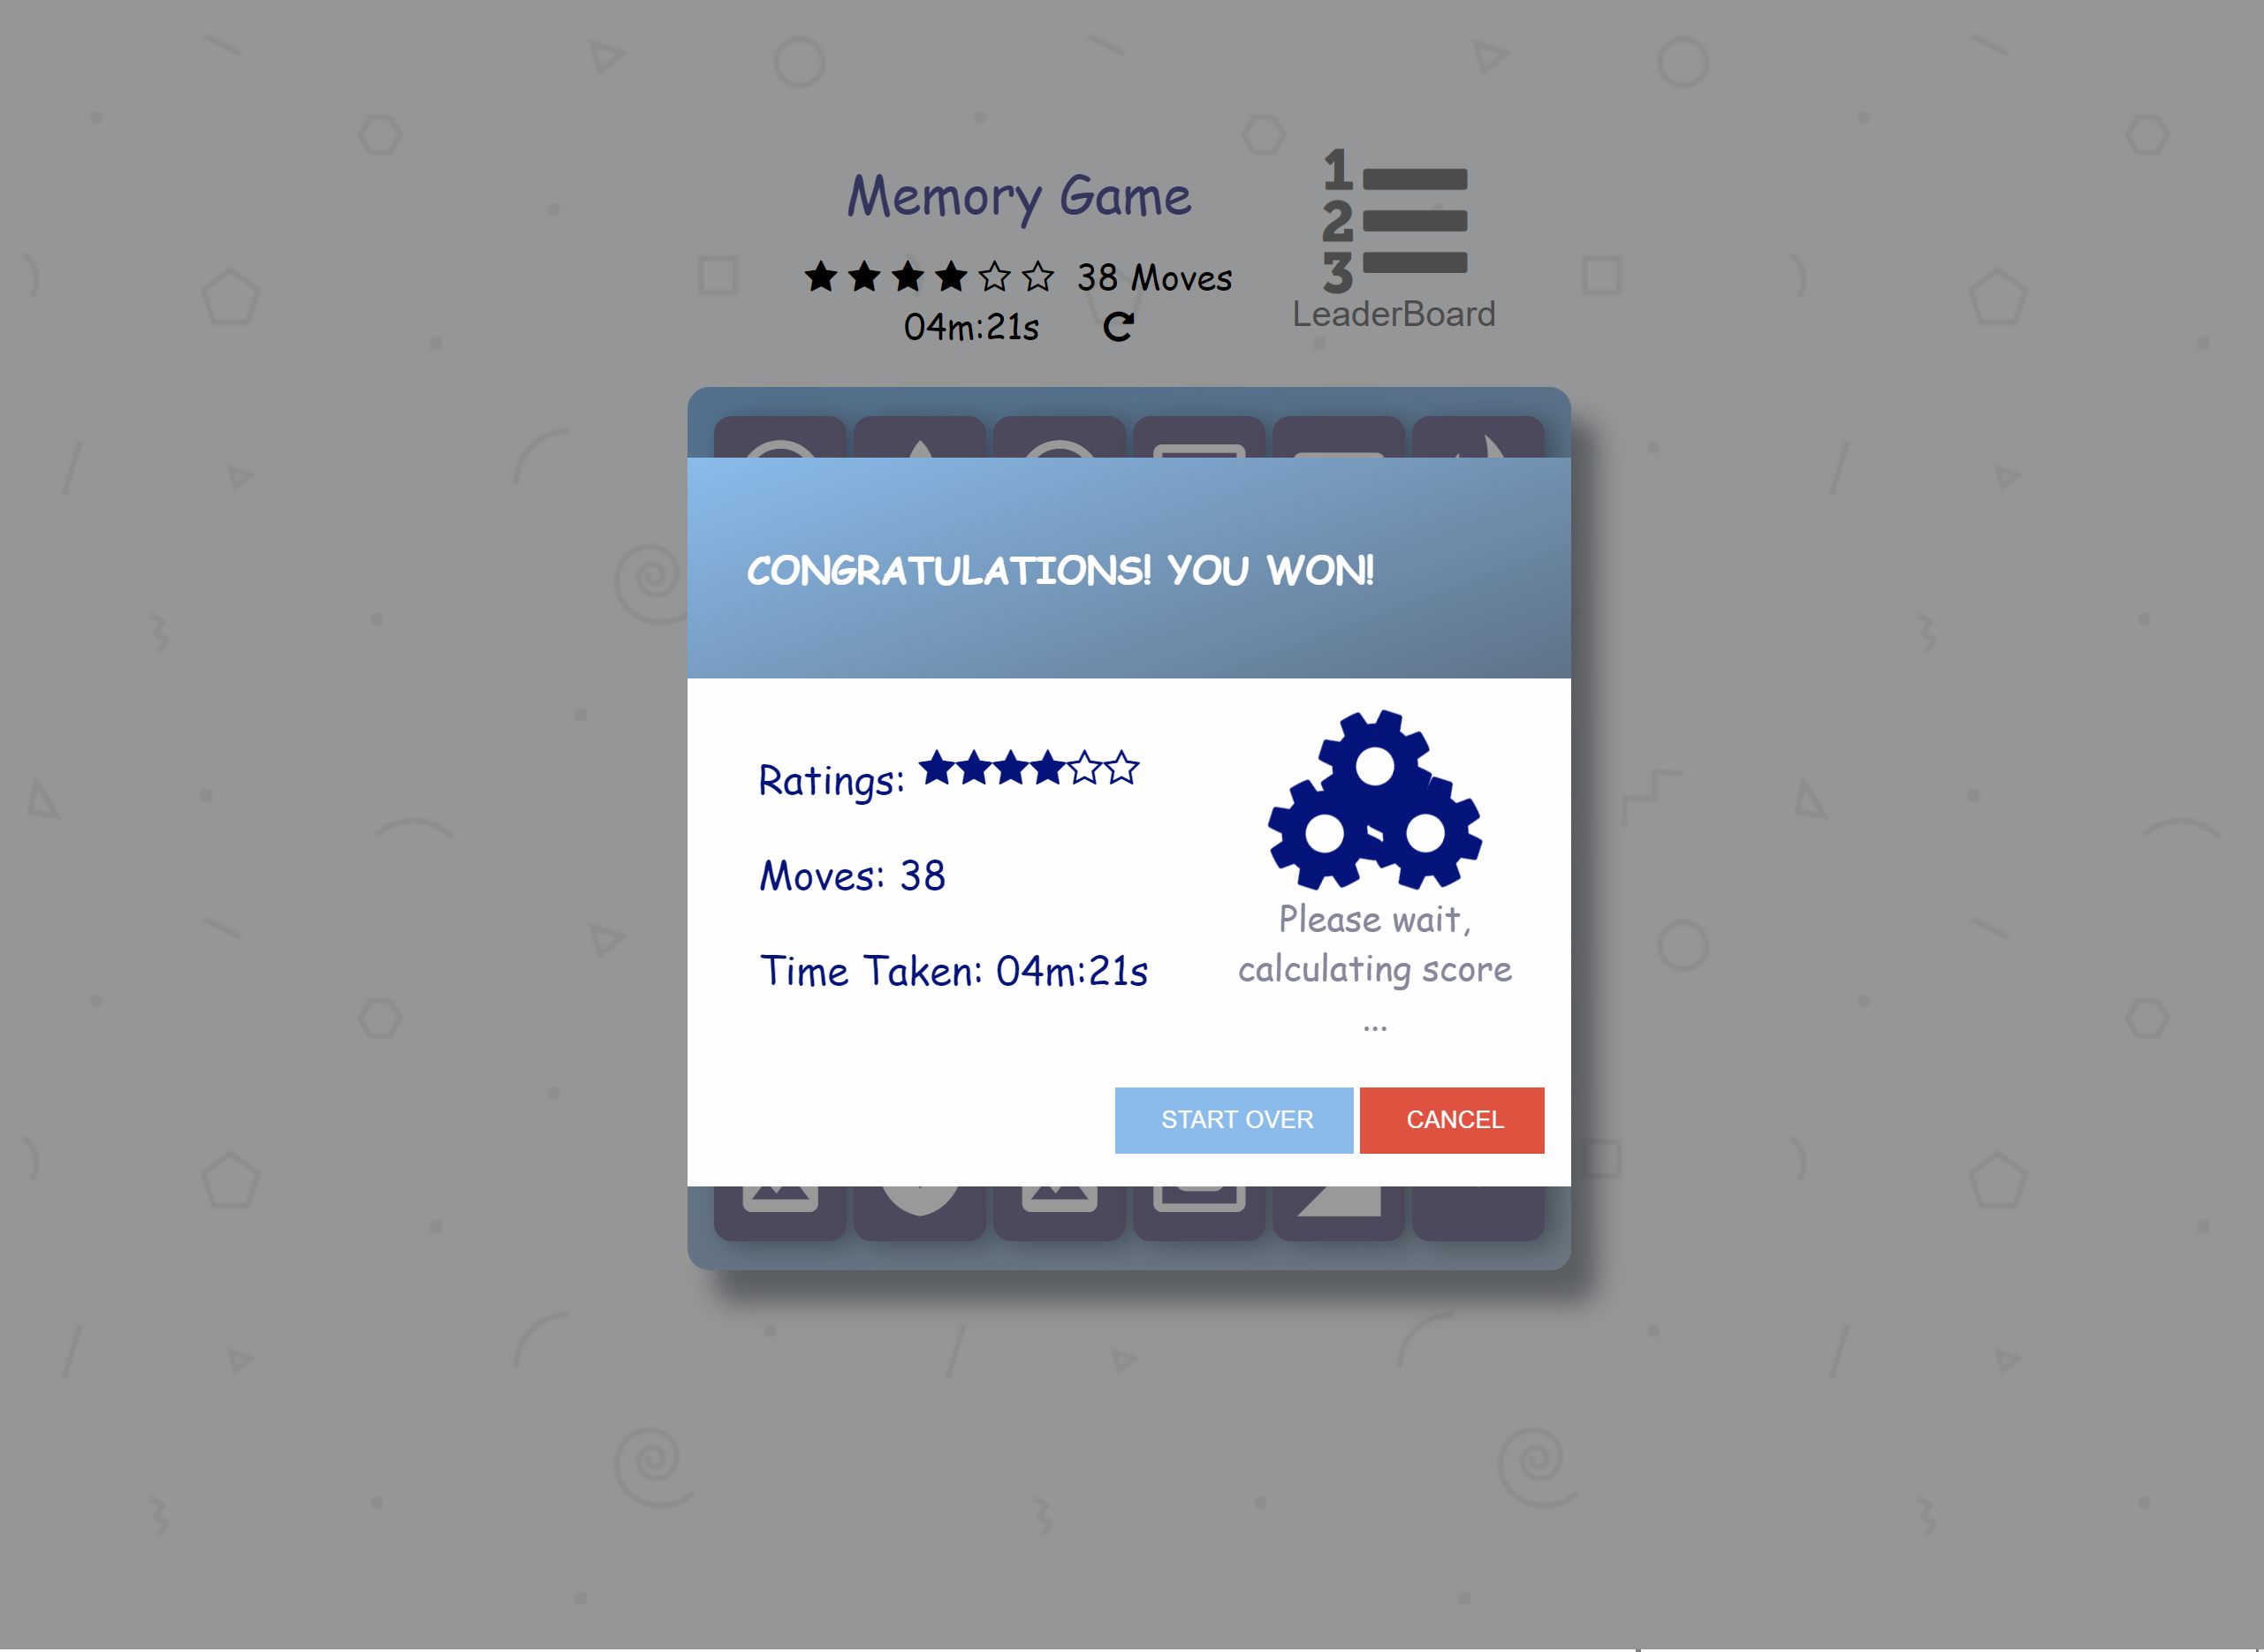 Memory Game
38 Moves
04m:21s
1
2
3
LeaderBoard
CONGRATULATIONS! YOU WON!
Ratings:
Moves: 38
Time Taken: 04m:21s
Please wait,
calculating score
...
START OVER
CANCEL